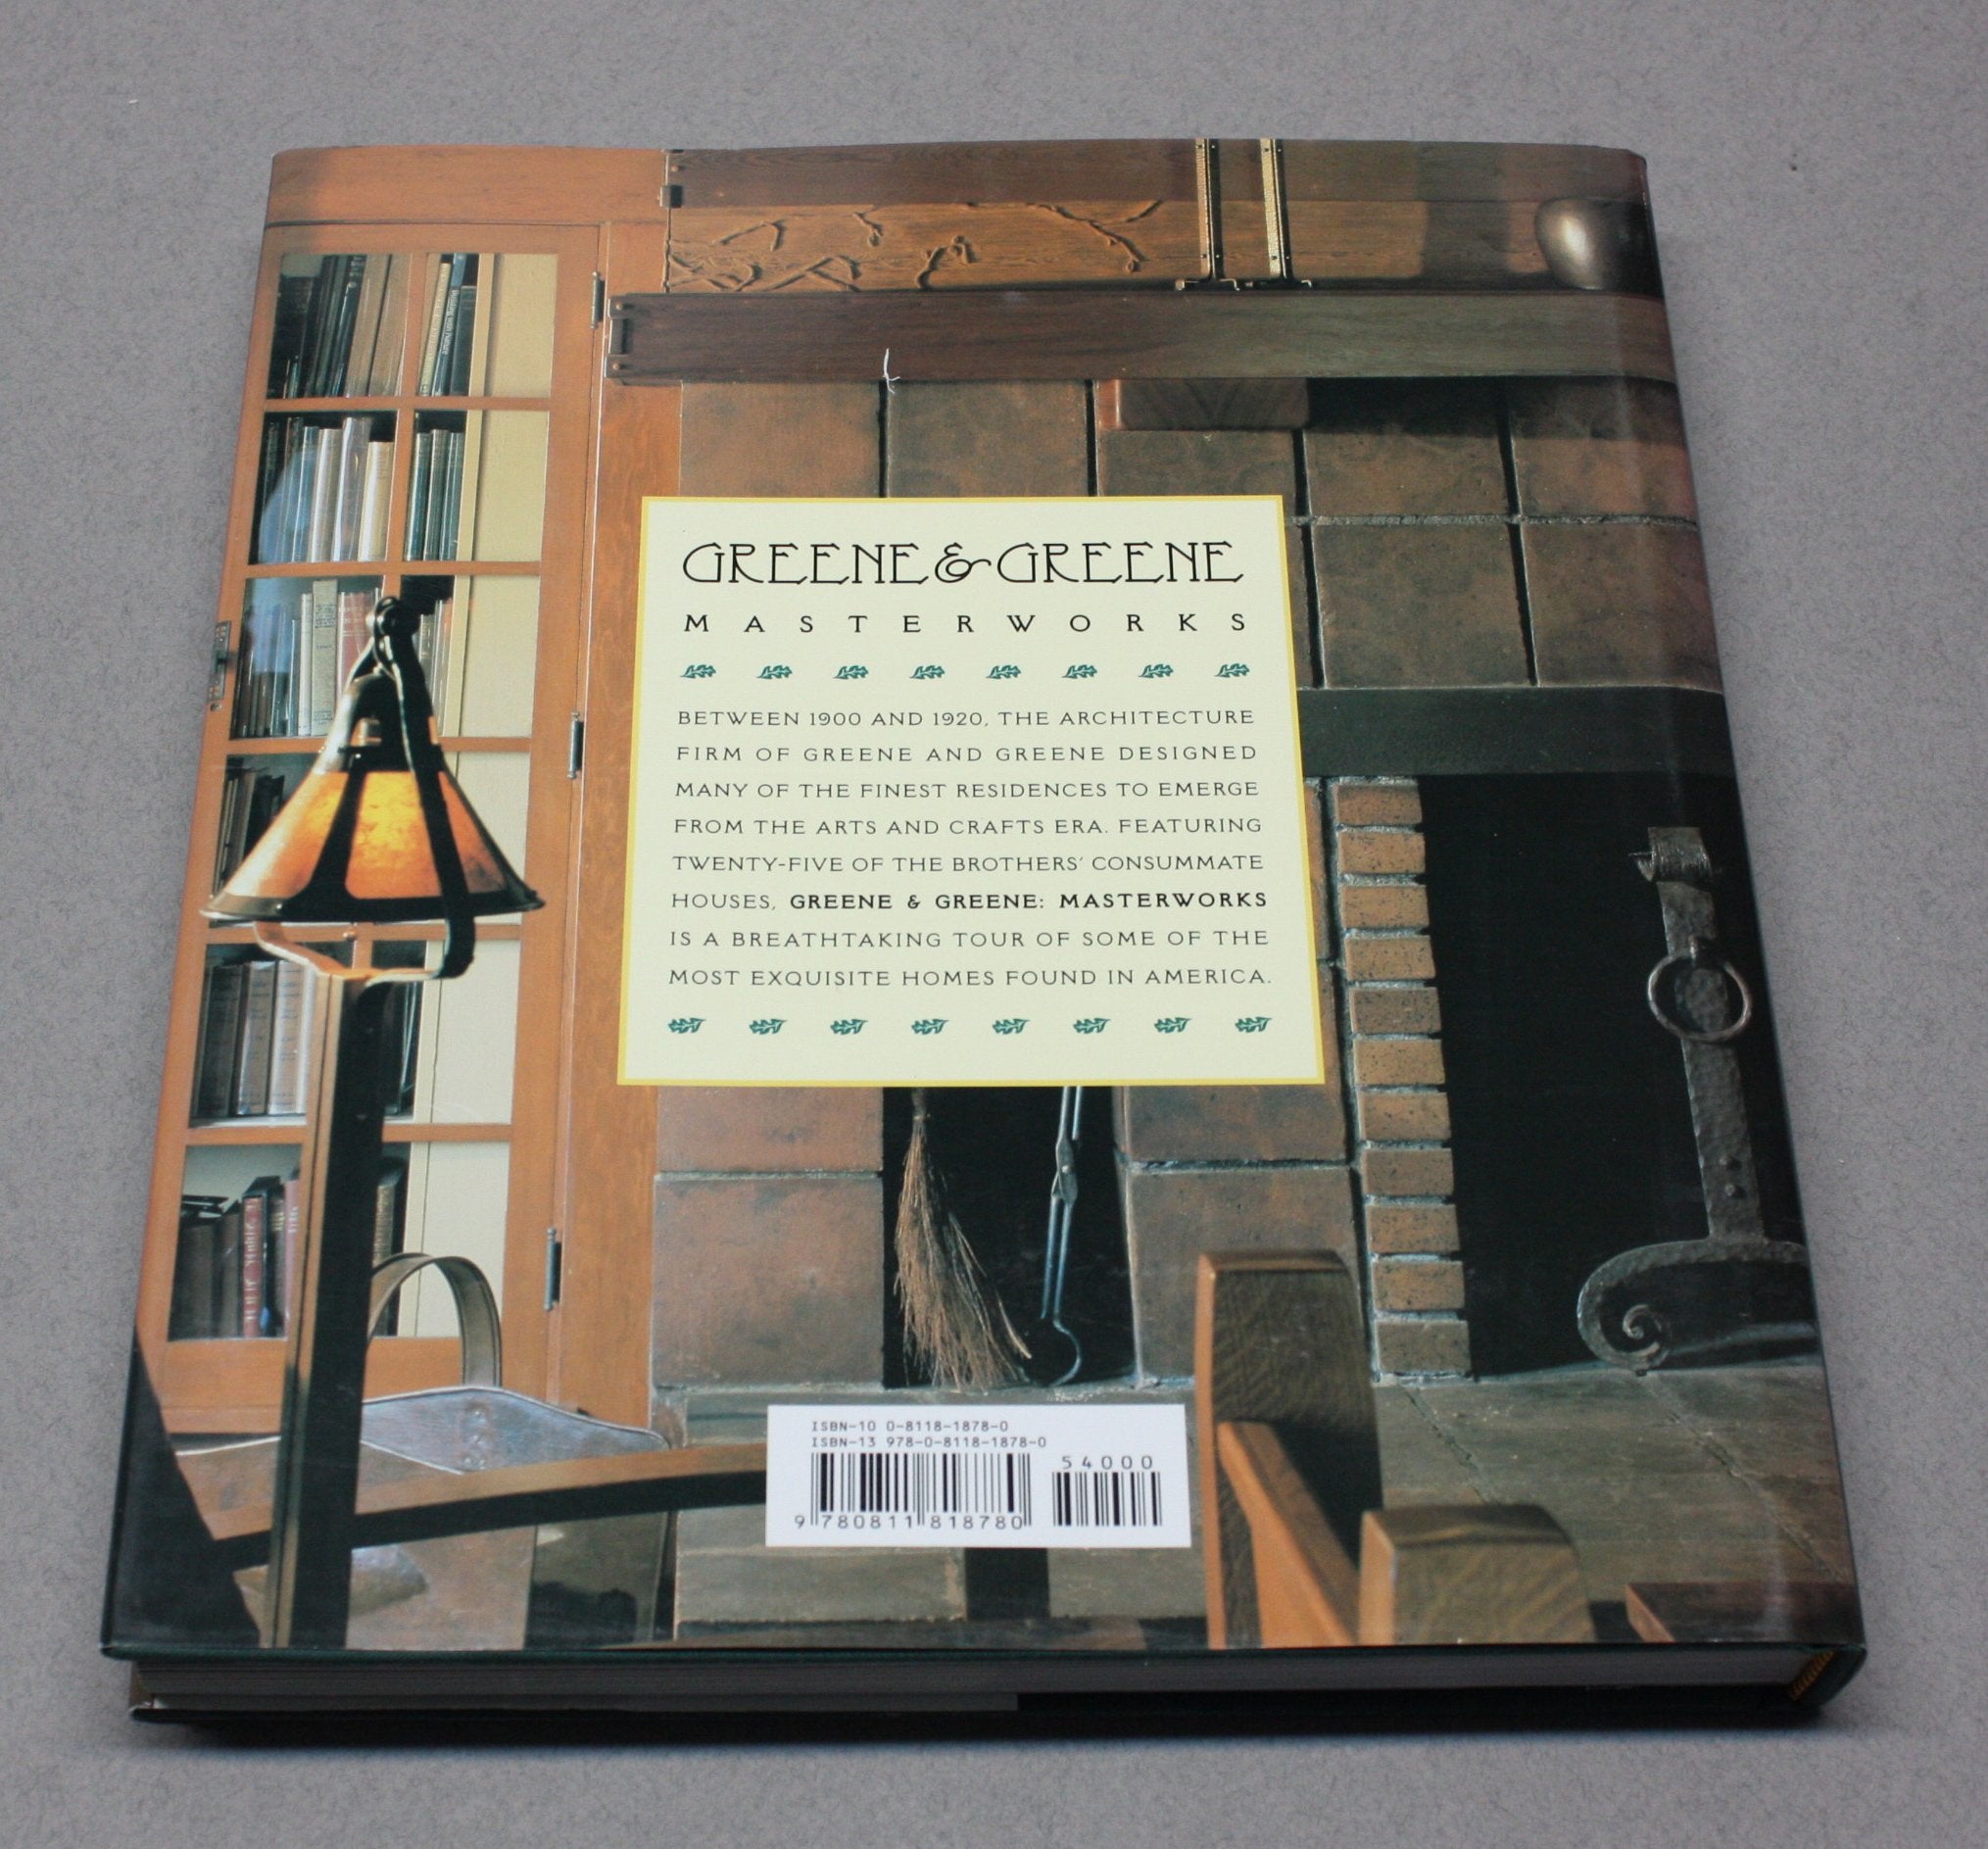 GREENE & GREENE
MASTERWORKS
BETWEEN 1900 AND 1920, THE ARCHITECTURE
FIRM OF GREENE AND GREENE DESIGNED
MANY OF THE FINEST RESIDENCES TO EMERGE
FROM THE ARTS AND CRAFTS ERA. FEATURING
TWENTY-FIVE OF THE BROTHERS' CONSUMMATE
HOUSES, GREENE & GREENE: MASTERWORKS
IS A BREATHTAKING TOUR OF SOME OF THE
MOST EXQUISITE HOMES FOUND IN AMERICA.
ISBN-10 0-8118-1878-0
ISBN-13 978-0-8118-1878-0
54000
9 780811 818780